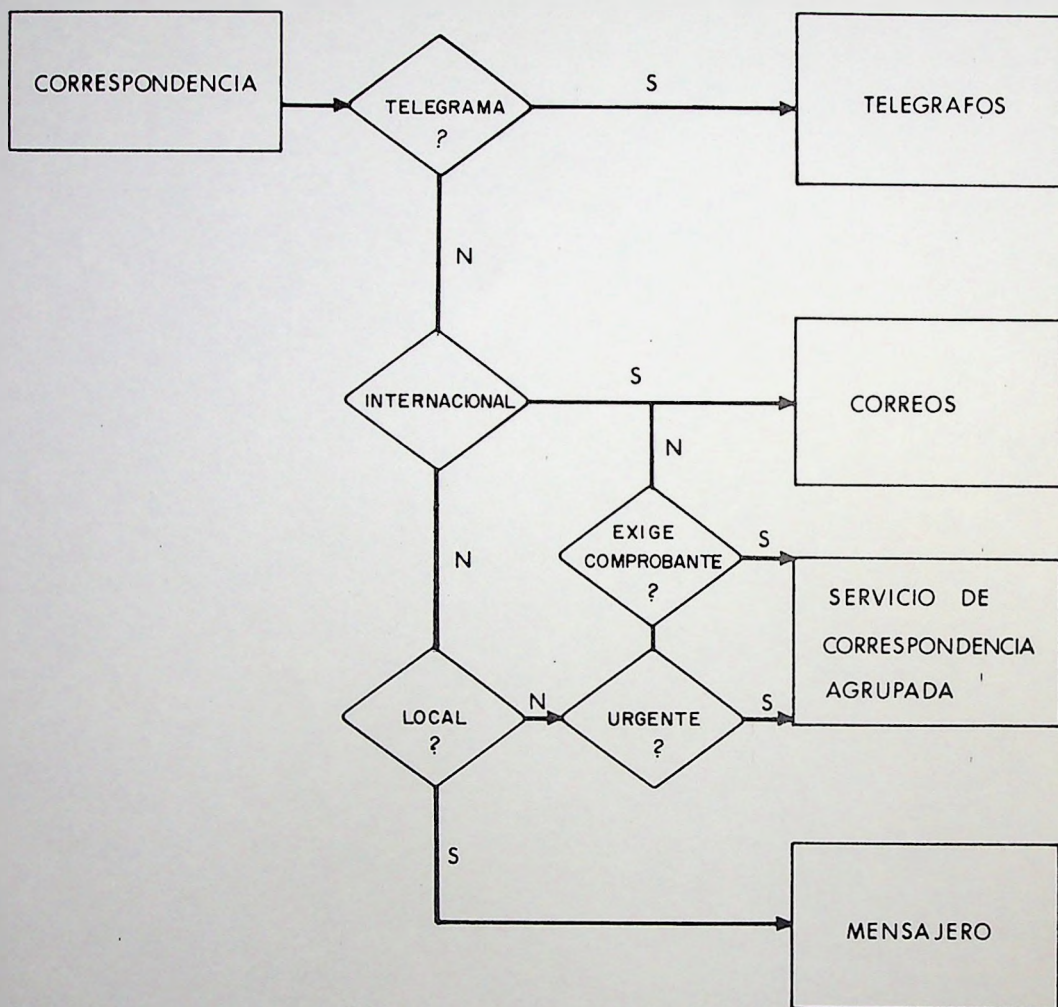 CORRESPONDENCIA
TELEGRAMA
?
S
TELEGRAFOS
N
INTERNACIONAL
S
CORREOS
N
EXIGE
COMPROBANTE
?
S
N
SERVICIO DE
CORRESPONDENCIA
AGRUPADA
LOCAL
?
N
URGENTE
?
S
S
MENSAJERO